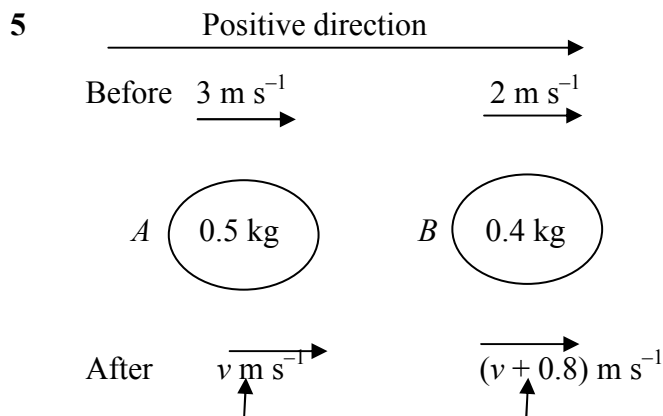 5 Positive direction
Before 3 m s⁻¹ 2 m s⁻¹
A 0.5 kg B 0.4 kg
After v m s⁻¹ (v + 0.8) m s⁻¹